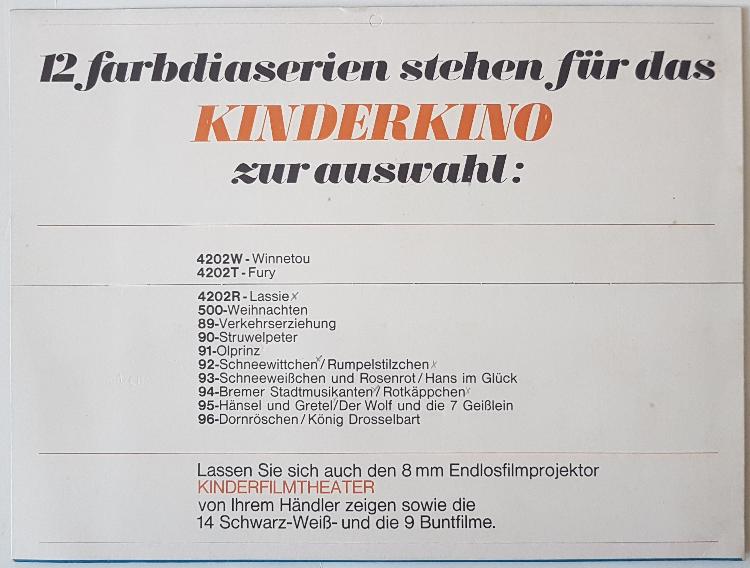 12 farbdiaserien stehen für das
KINDERKINO
zur auswahl:
4202W - Winnetou
4202T - Fury
4202R - Lassie x
500-Weihnachten
89-Verkehrserziehung
90-Struwelpeter
91-Olprinz
92-Schneewittchen x / Rumpelstilzchen x
93-Schneeweißchen und Rosenrot / Hans im Glück
94-Bremer Stadtmusikanten x / Rotkäppchen x
95-Hänsel und Gretel/Der Wolf und die 7 Geißlein
96-Dornröschen / König Drosselbart
Lassen Sie sich auch den 8 mm Endlosfilmprojektor
KINDERFILMTHEATER
von Ihrem Händler zeigen sowie die
14 Schwarz-Weiß- und die 9 Buntfilme.